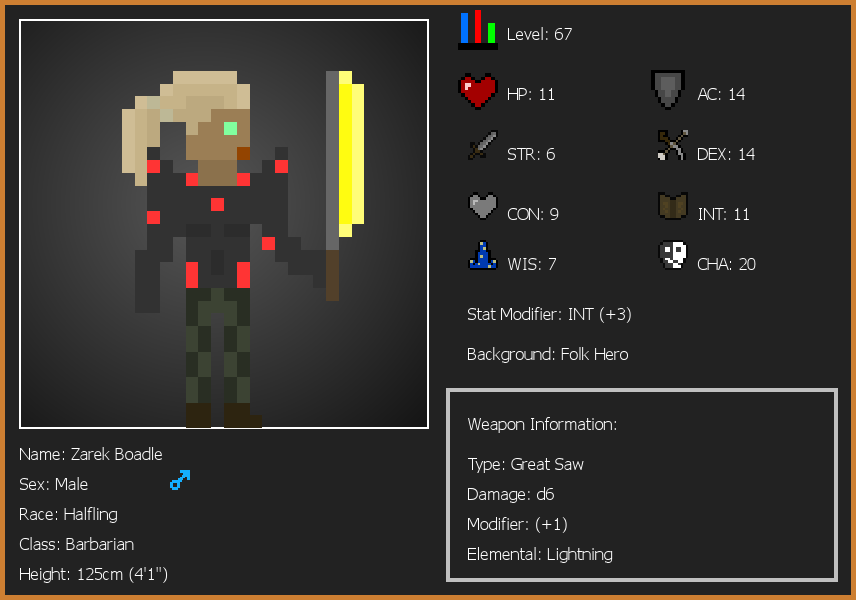 Level: 67
HP: 11
AC: 14
STR: 6
DEX: 14
CON: 9
INT: 11
WIS: 7
CHA: 20
Stat Modifier: INT (+3)
Background: Folk Hero
Weapon Information:
Type: Great Saw
Damage: d6
Modifier: (+1)
Elemental: Lightning
Name: Zarek Boadle
Sex: Male
Race: Halfling
Class: Barbarian
Height: 125cm (4'1")